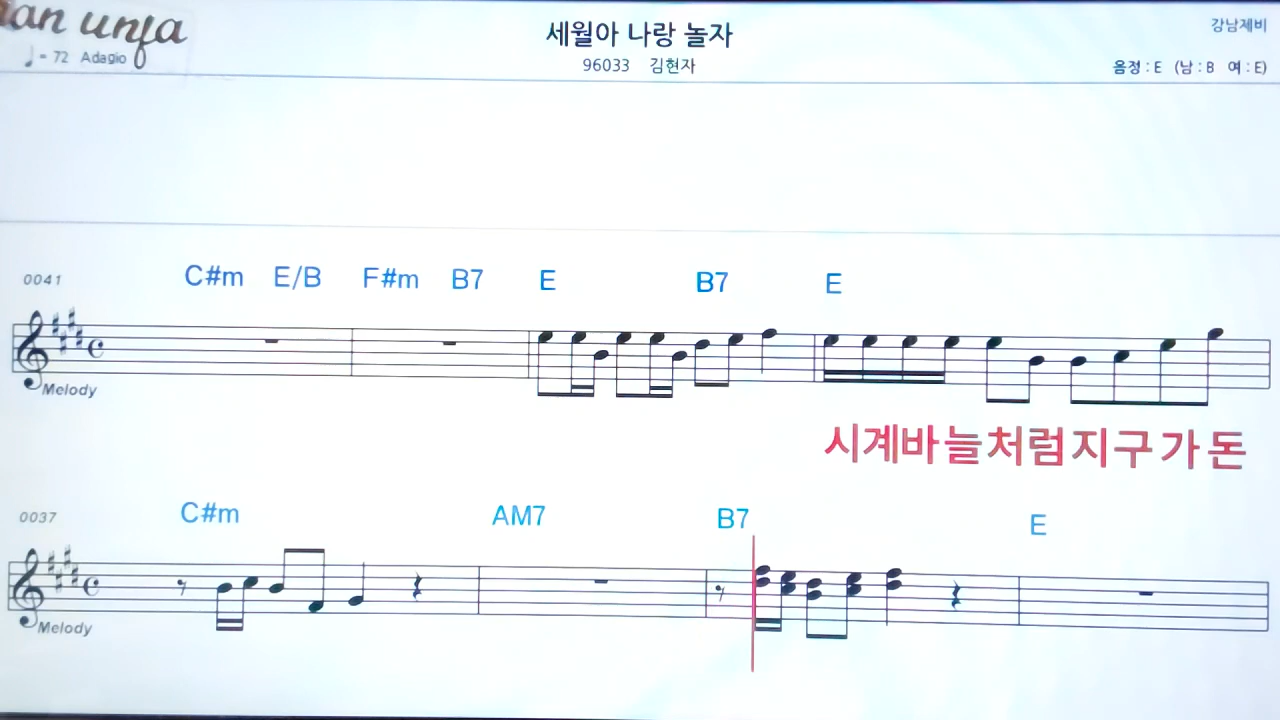 세월아 나랑 놀자
강남제비
♩= 72 Adagio
96033 김현자
음정 : E (남 : B 여 : E)
0041 C#m E/B F#m B7 E B7 E
Melody
시계바늘처럼지구가돈
0037 C#m AM7 B7 E
Melody